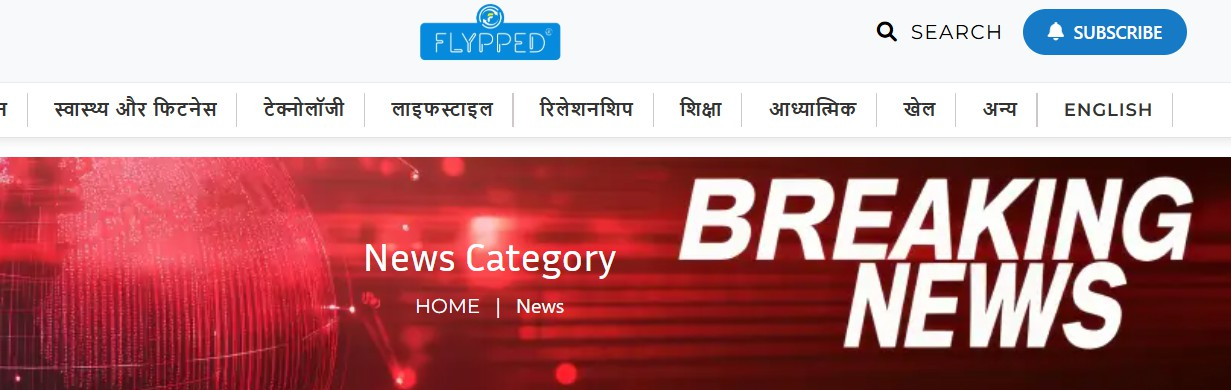 FLYPPED
SEARCH
SUBSCRIBE
स्वास्थ्य और फिटनेस
टेक्नोलॉजी
लाइफस्टाइल
रिलेशनशिप
शिक्षा
आध्यात्मिक
खेल
अन्य
ENGLISH
BREAKING
NEWS
News Category
HOME | News